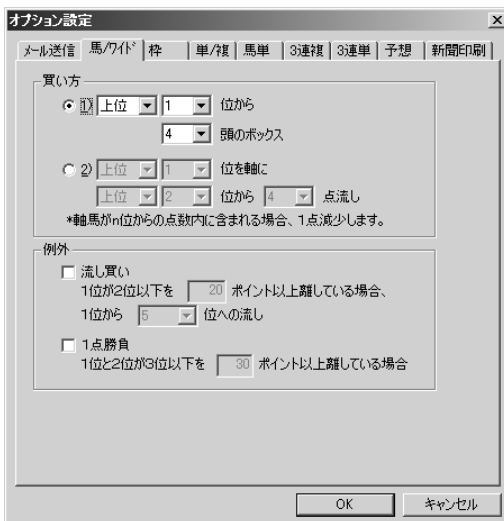 オプション設定
メール送信 馬/ワイド 枠 単/複 馬単 3連複 3連単 予想 新聞印刷
買い方
1) 上位 1 位から
4 頭のボックス
2) 上位 1 位を軸に
上位 2 位から 4 点流し
*軸馬がn位からの点数内に含まれる場合、1点減少します。
例外
流し買い
1位が2位以下を 20 ポイント以上離している場合、
1位から 5 位への流し
1点勝負
1位と2位が3位以下を 30 ポイント以上離している場合
OK キャンセル